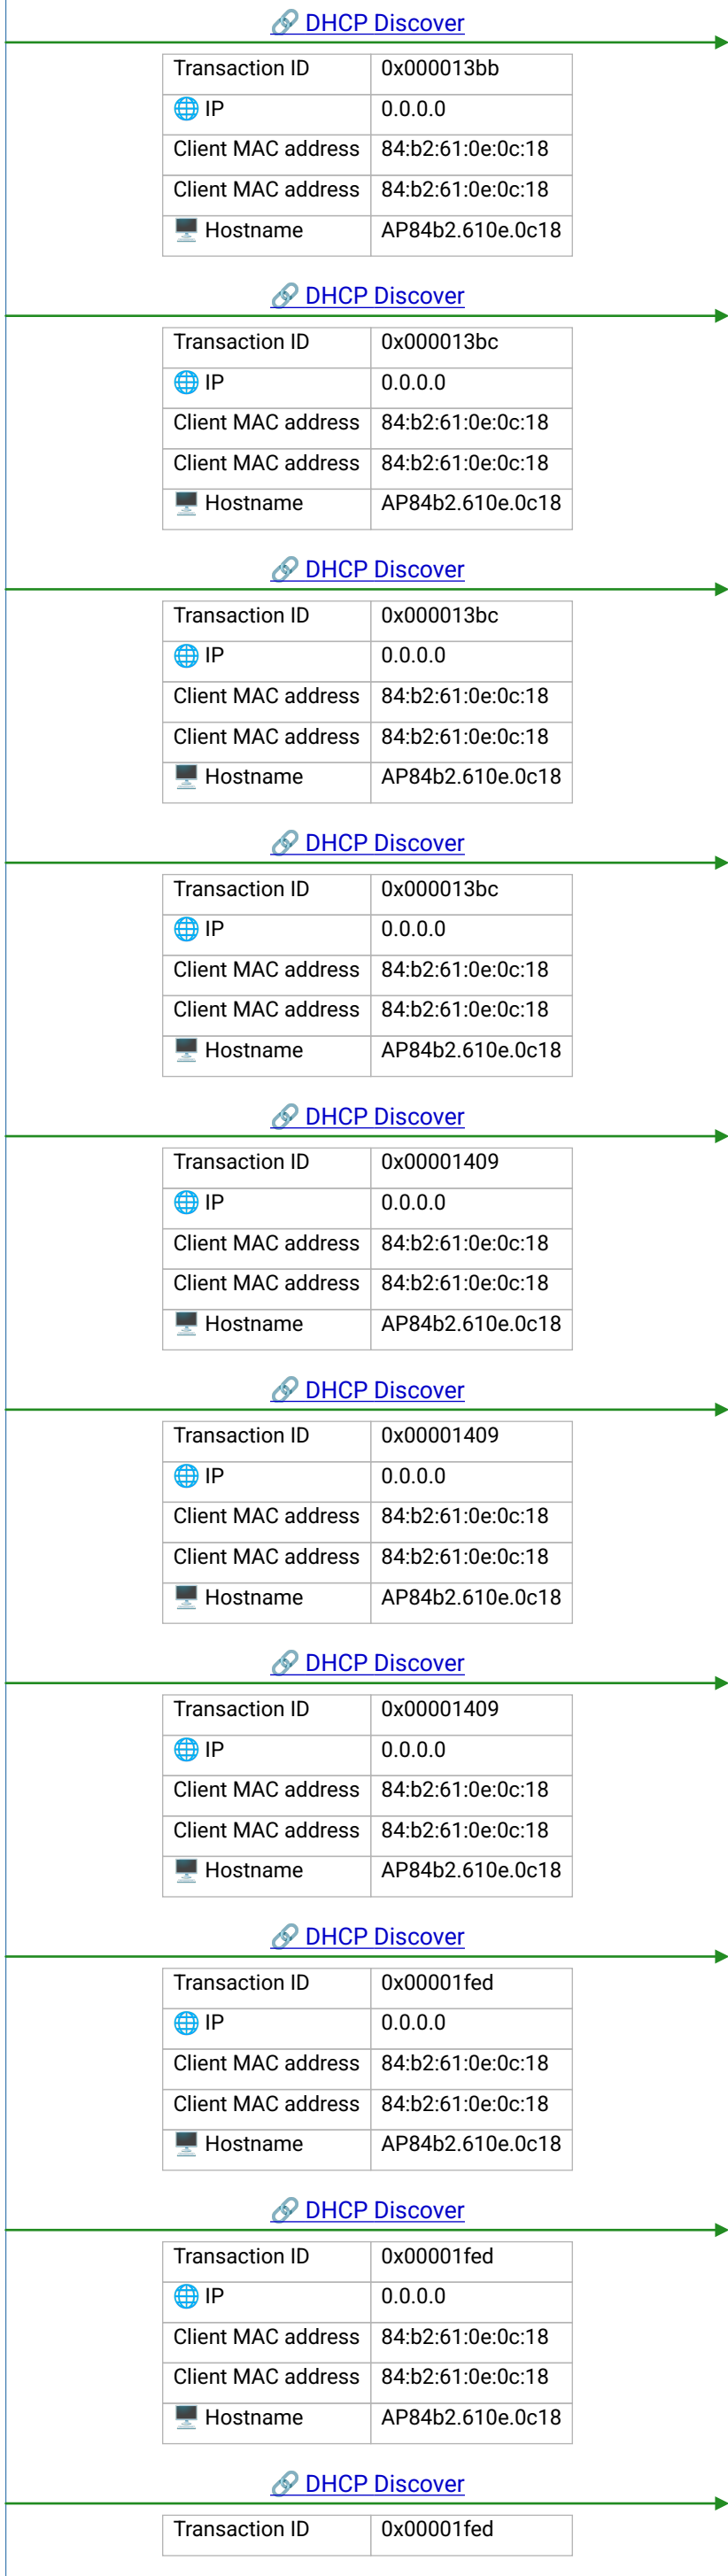 🔗 DHCP Discover
Transaction ID 0x000013bb
🌐 IP 0.0.0.0
Client MAC address 84:b2:61:0e:0c:18
Client MAC address 84:b2:61:0e:0c:18
🖥️ Hostname AP84b2.610e.0c18
🔗 DHCP Discover
Transaction ID 0x000013bc
🌐 IP 0.0.0.0
Client MAC address 84:b2:61:0e:0c:18
Client MAC address 84:b2:61:0e:0c:18
🖥️ Hostname AP84b2.610e.0c18
🔗 DHCP Discover
Transaction ID 0x000013bc
🌐 IP 0.0.0.0
Client MAC address 84:b2:61:0e:0c:18
Client MAC address 84:b2:61:0e:0c:18
🖥️ Hostname AP84b2.610e.0c18
🔗 DHCP Discover
Transaction ID 0x000013bc
🌐 IP 0.0.0.0
Client MAC address 84:b2:61:0e:0c:18
Client MAC address 84:b2:61:0e:0c:18
🖥️ Hostname AP84b2.610e.0c18
🔗 DHCP Discover
Transaction ID 0x00001409
🌐 IP 0.0.0.0
Client MAC address 84:b2:61:0e:0c:18
Client MAC address 84:b2:61:0e:0c:18
🖥️ Hostname AP84b2.610e.0c18
🔗 DHCP Discover
Transaction ID 0x00001409
🌐 IP 0.0.0.0
Client MAC address 84:b2:61:0e:0c:18
Client MAC address 84:b2:61:0e:0c:18
🖥️ Hostname AP84b2.610e.0c18
🔗 DHCP Discover
Transaction ID 0x00001409
🌐 IP 0.0.0.0
Client MAC address 84:b2:61:0e:0c:18
Client MAC address 84:b2:61:0e:0c:18
🖥️ Hostname AP84b2.610e.0c18
🔗 DHCP Discover
Transaction ID 0x00001fed
🌐 IP 0.0.0.0
Client MAC address 84:b2:61:0e:0c:18
Client MAC address 84:b2:61:0e:0c:18
🖥️ Hostname AP84b2.610e.0c18
🔗 DHCP Discover
Transaction ID 0x00001fed
🌐 IP 0.0.0.0
Client MAC address 84:b2:61:0e:0c:18
Client MAC address 84:b2:61:0e:0c:18
🖥️ Hostname AP84b2.610e.0c18
🔗 DHCP Discover
Transaction ID 0x00001fed